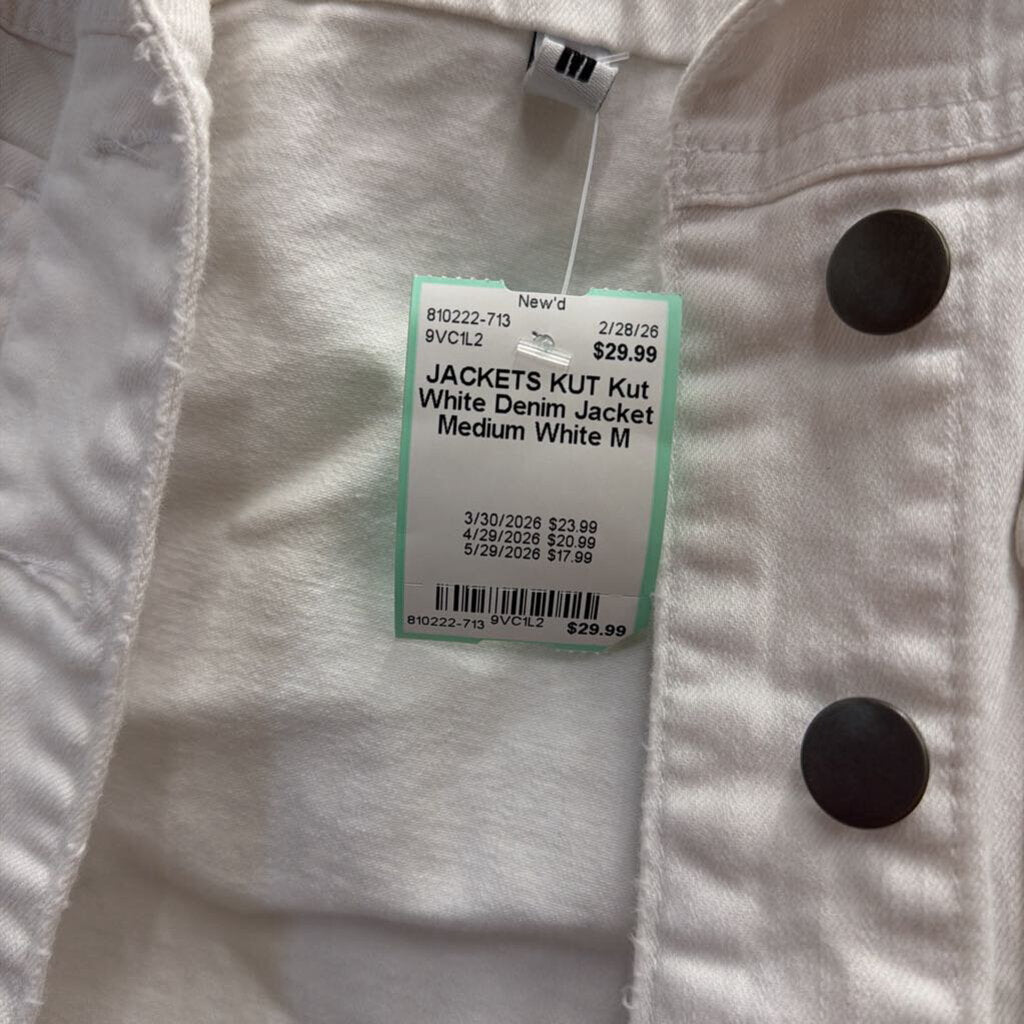 New'd
810222-713 2/28/26
9VC1L2 $29.99
JACKETS KUT Kut
White Denim Jacket
Medium White M
3/30/2026 $23.99
4/29/2026 $20.99
5/29/2026 $17.99
810222-713 9VC1L2 $29.99